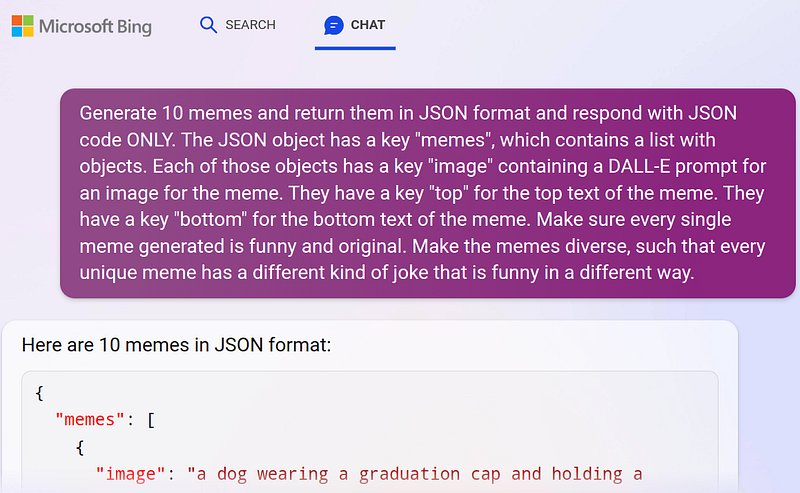 Microsoft Bing SEARCH CHAT
Generate 10 memes and return them in JSON format and respond with JSON
code ONLY. The JSON object has a key "memes", which contains a list with
objects. Each of those objects has a key "image" containing a DALL-E prompt for
an image for the meme. They have a key "top" for the top text of the meme. They
have a key "bottom" for the bottom text of the meme. Make sure every single
meme generated is funny and original. Make the memes diverse, such that every
unique meme has a different kind of joke that is funny in a different way.
Here are 10 memes in JSON format:
{
"memes": [
{
"image": "a dog wearing a graduation cap and holding a